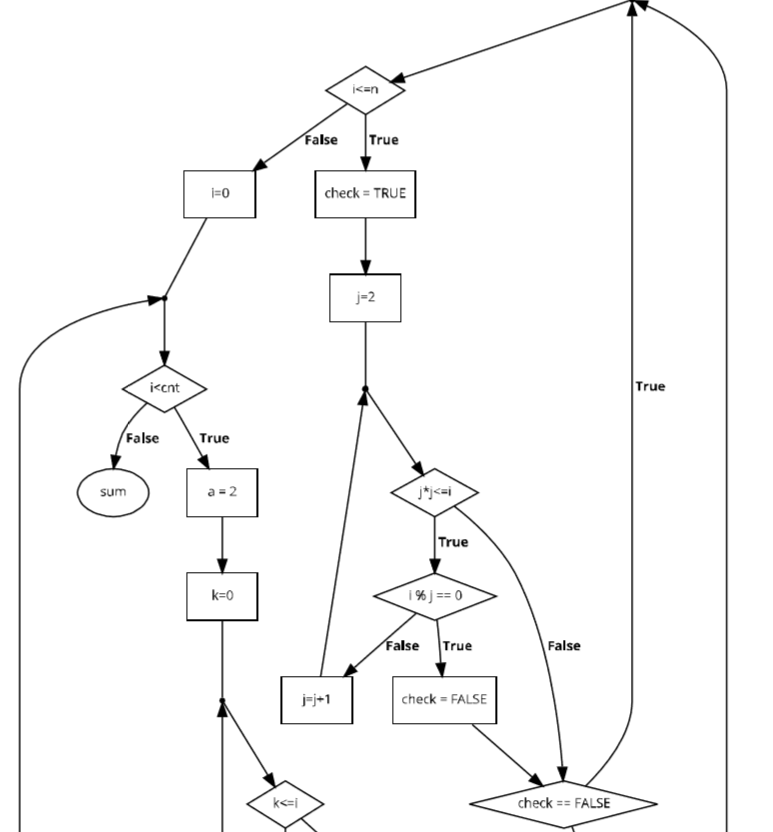 i<=n
False
True
i=0
check = TRUE
j=2
i<cnt
True
False
True
sum
a = 2
j*j<=i
True
k=0
i % j == 0
False
True
False
j=j+1
check = FALSE
k<=i
check == FALSE